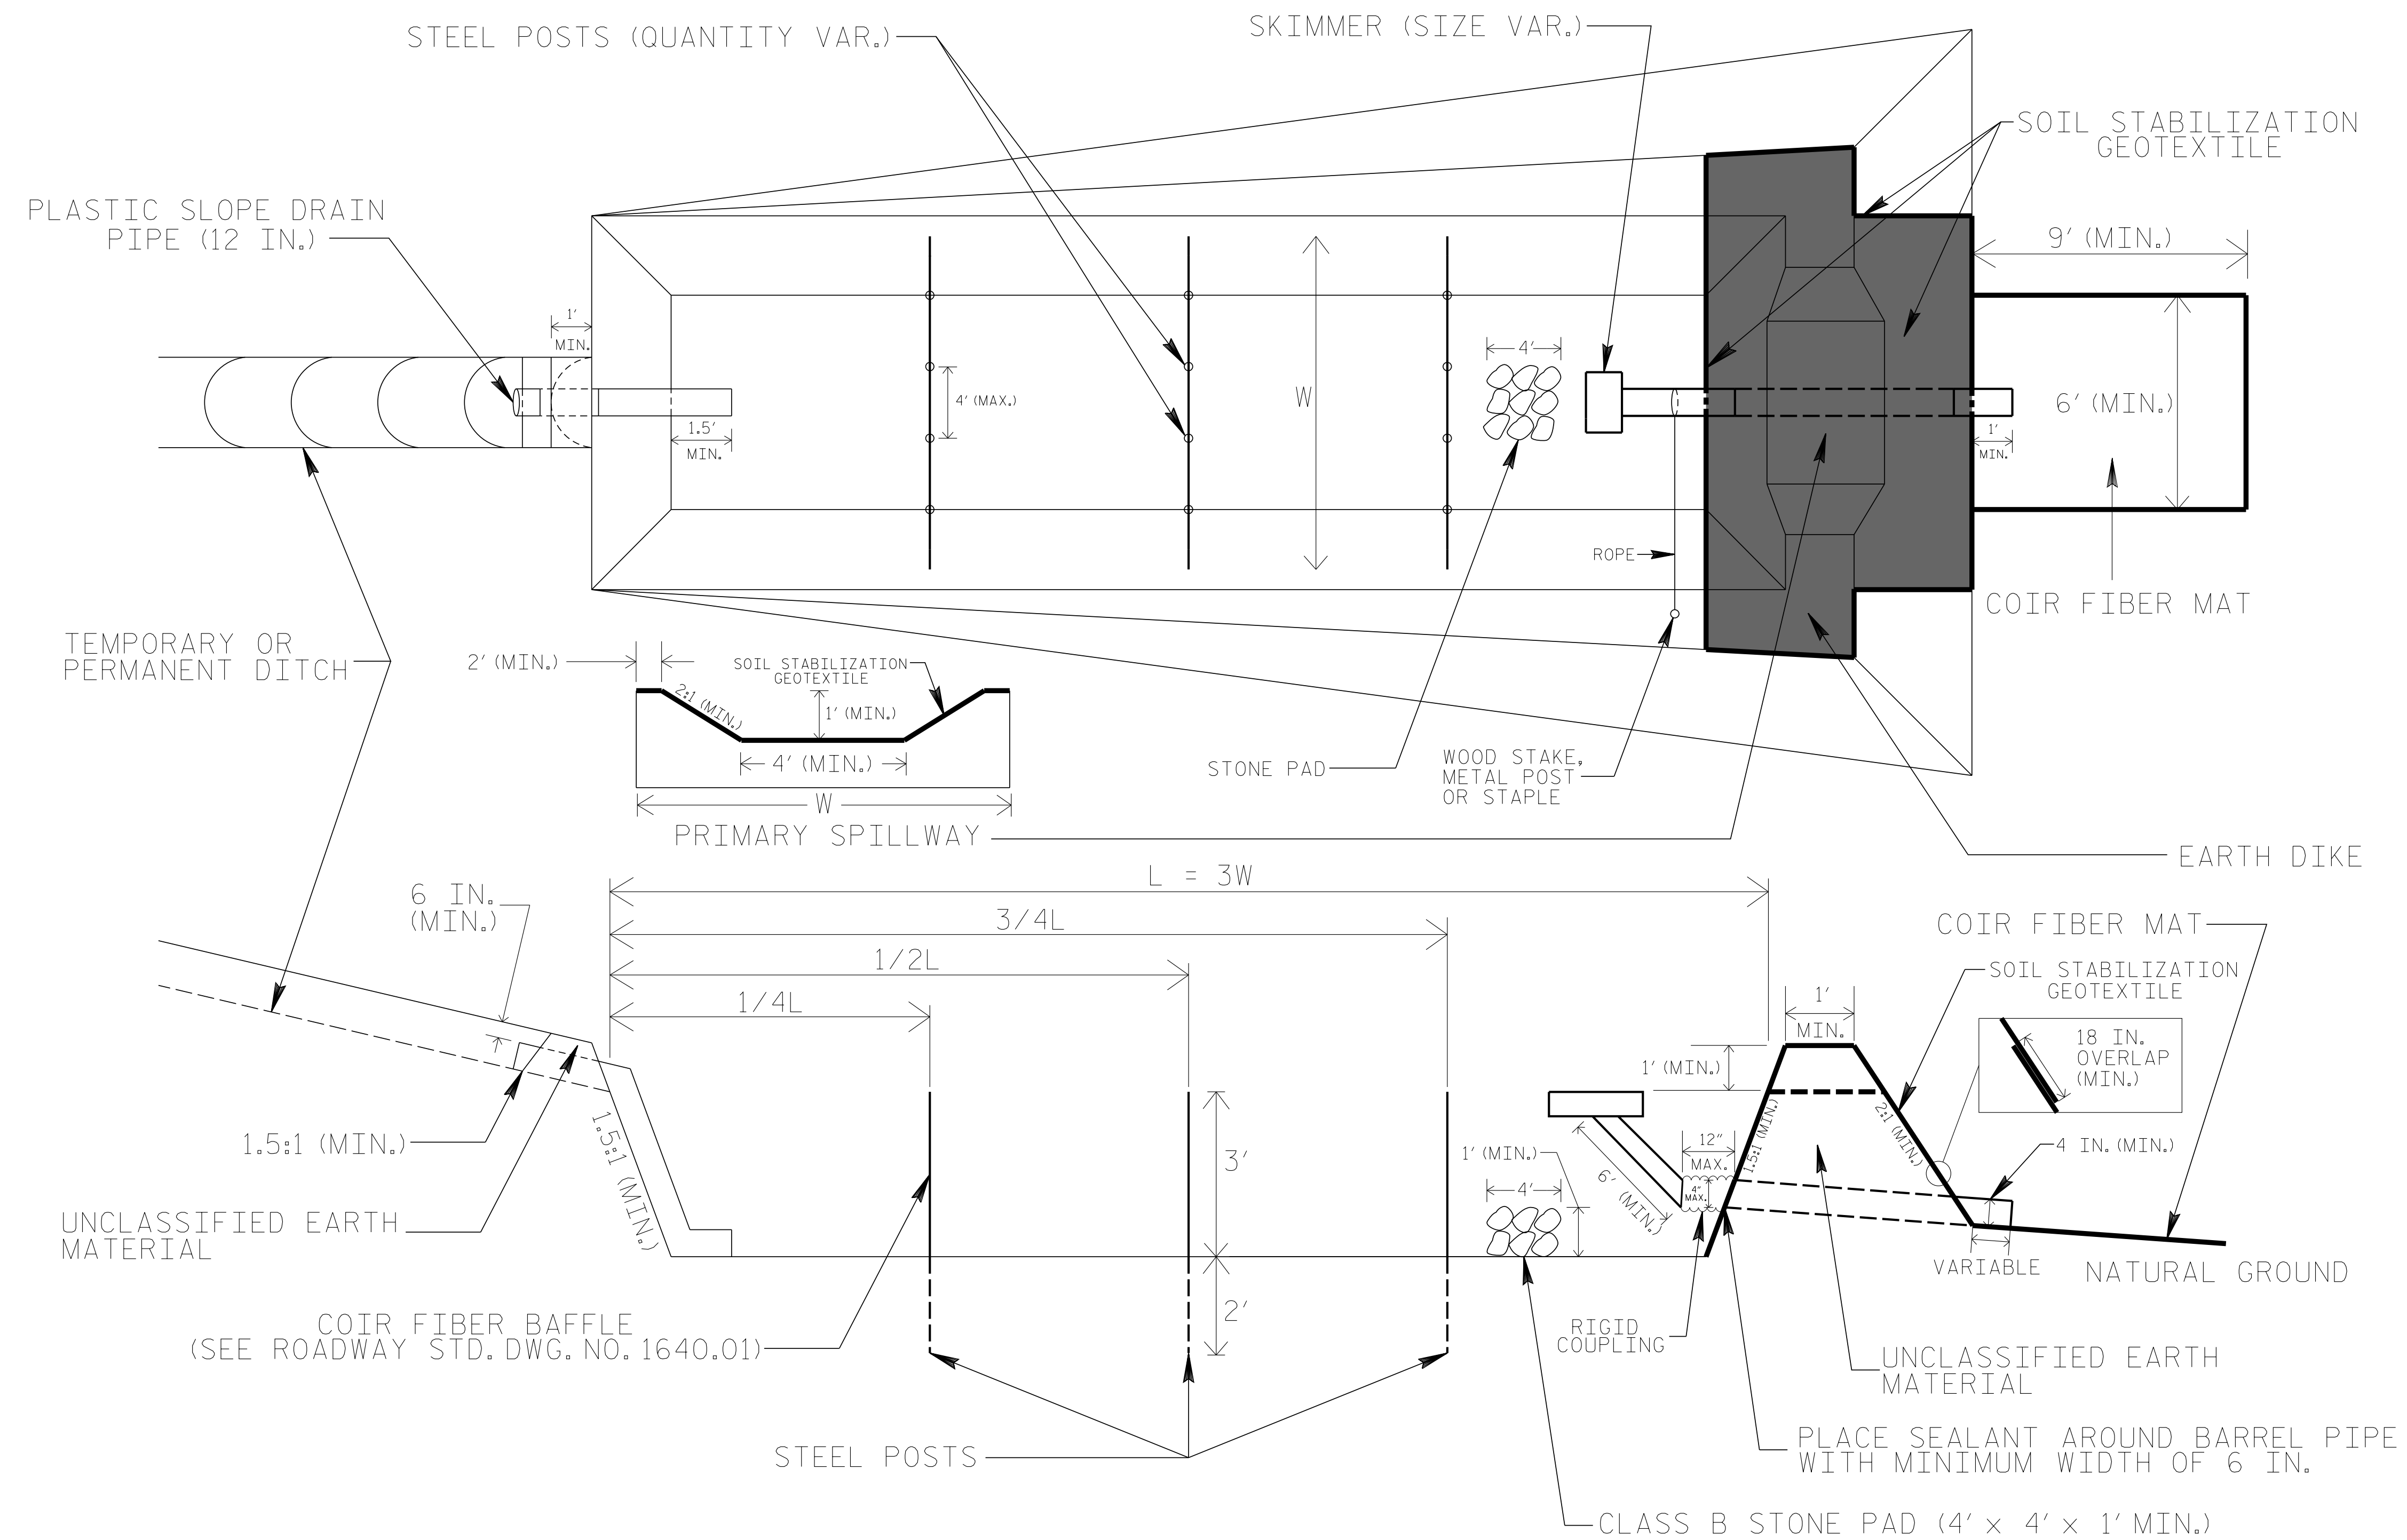 STEEL POSTS (QUANTITY VAR.)
SKIMMER (SIZE VAR.)
SOIL STABILIZATION
GEOTEXTILE
PLASTIC SLOPE DRAIN
PIPE (12 IN.)
9' (MIN.)
1'
MIN.
4'
4' (MAX.)
W
6' (MIN.)
1.5'
MIN.
1'
MIN.
ROPE
COIR FIBER MAT
TEMPORARY OR
PERMANENT DITCH
2' (MIN.)
SOIL STABILIZATION
GEOTEXTILE
2:1 (MIN.)
1' (MIN.)
4' (MIN.)
W
PRIMARY SPILLWAY
STONE PAD
WOOD STAKE,
METAL POST
OR STAPLE
EARTH DIKE
L = 3W
6 IN.
(MIN.)
3/4L
1/2L
1/4L
COIR FIBER MAT
SOIL STABILIZATION
GEOTEXTILE
1'
MIN.
18 IN.
OVERLAP
(MIN.)
1' (MIN.)
1.5:1 (MIN.)
1.5:1 (MIN.)
3'
1' (MIN.)
4'
6' (MIN.)
12"
MAX.
4"
MAX.
1.5:1 (MIN.)
2:1 (MIN.)
4 IN. (MIN.)
UNCLASSIFIED EARTH
MATERIAL
VARIABLE
NATURAL GROUND
2'
COIR FIBER BAFFLE
(SEE ROADWAY STD. DWG. NO. 1640.01)
RIGID
COUPLING
UNCLASSIFIED EARTH
MATERIAL
STEEL POSTS
PLACE SEALANT AROUND BARREL PIPE
WITH MINIMUM WIDTH OF 6 IN.
CLASS B STONE PAD (4' x 4' x 1' MIN.)